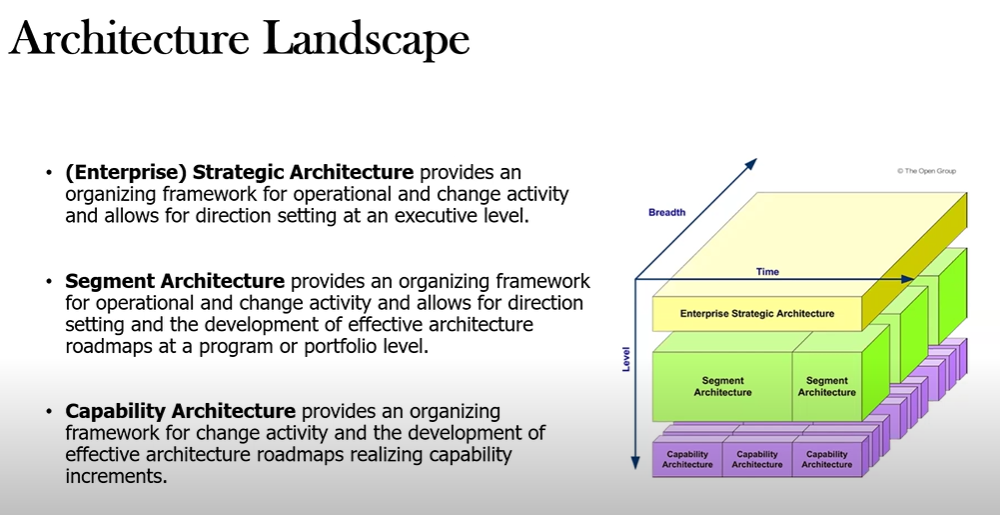 Architecture Landscape
• (Enterprise) Strategic Architecture provides an
organizing framework for operational and change activity
and allows for direction setting at an executive level.
• Segment Architecture provides an organizing framework
for operational and change activity and allows for direction
setting and the development of effective architecture
roadmaps at a program or portfolio level.
• Capability Architecture provides an organizing
framework for change activity and the development of
effective architecture roadmaps realizing capability
increments.
© The Open Group
Breadth
Time
Level
Enterprise Strategic Architecture
Segment
Architecture
Segment
Architecture
Capability
Architecture
Capability
Architecture
Capability
Architecture